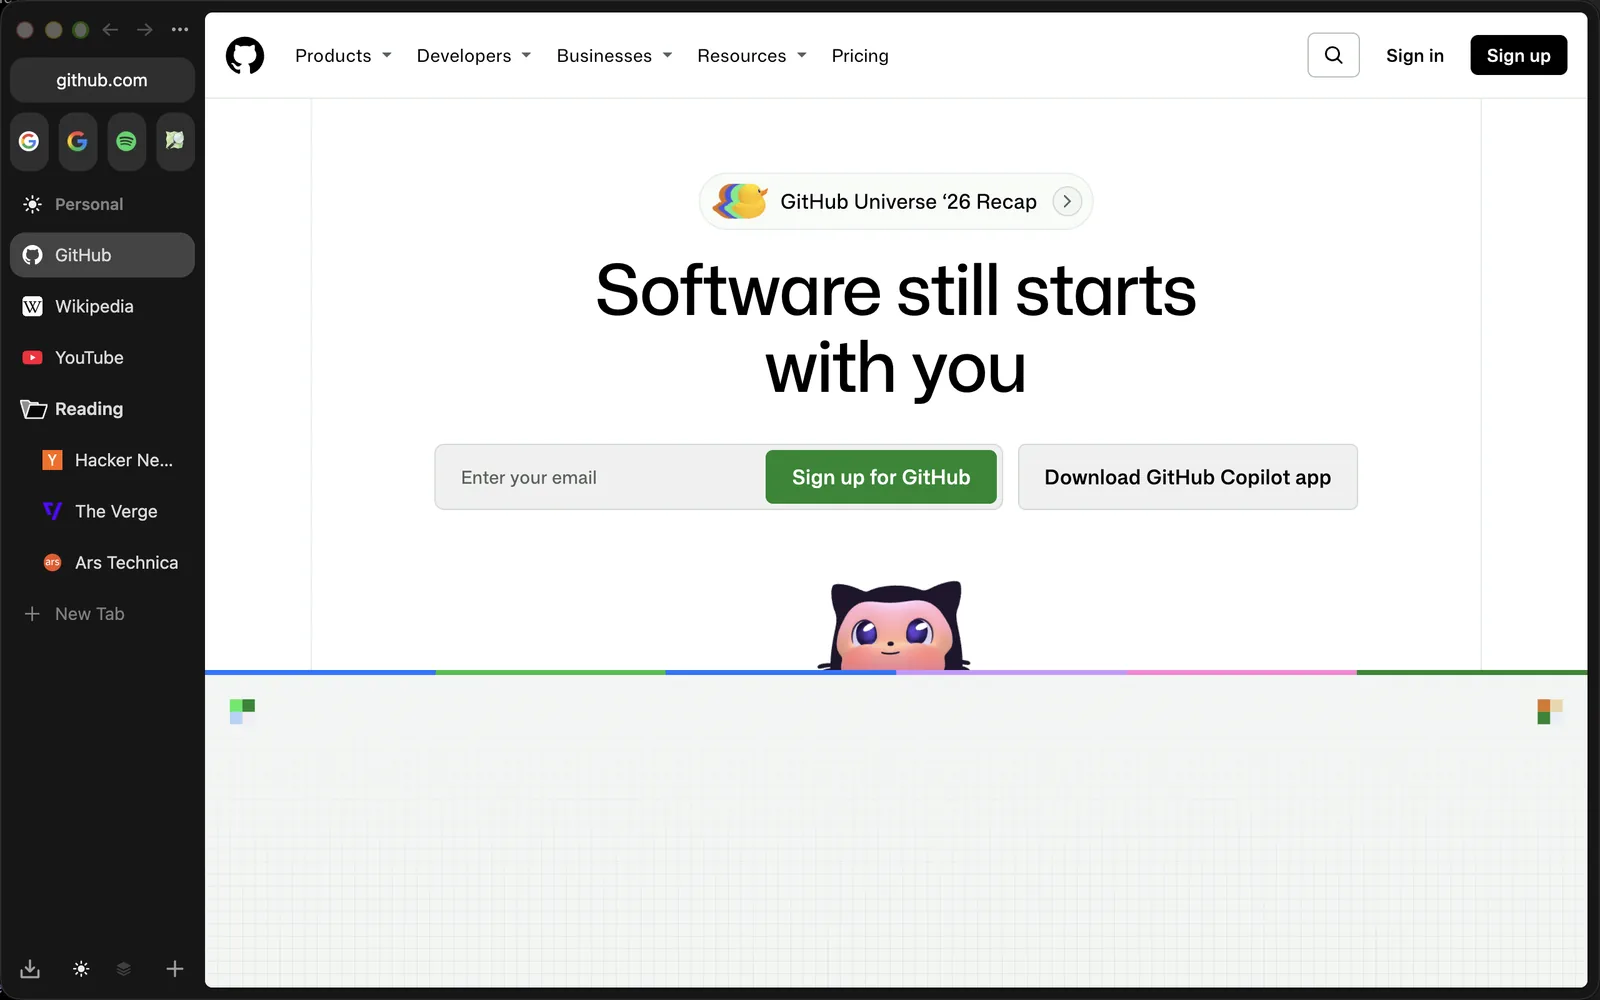 github.com
Personal
GitHub
Wikipedia
YouTube
Reading
Hacker Ne...
The Verge
Ars Technica
New Tab
Products
Developers
Businesses
Resources
Pricing
Sign in
Sign up
GitHub Universe ‘26 Recap
Software still starts
with you
Enter your email
Sign up for GitHub
Download GitHub Copilot app